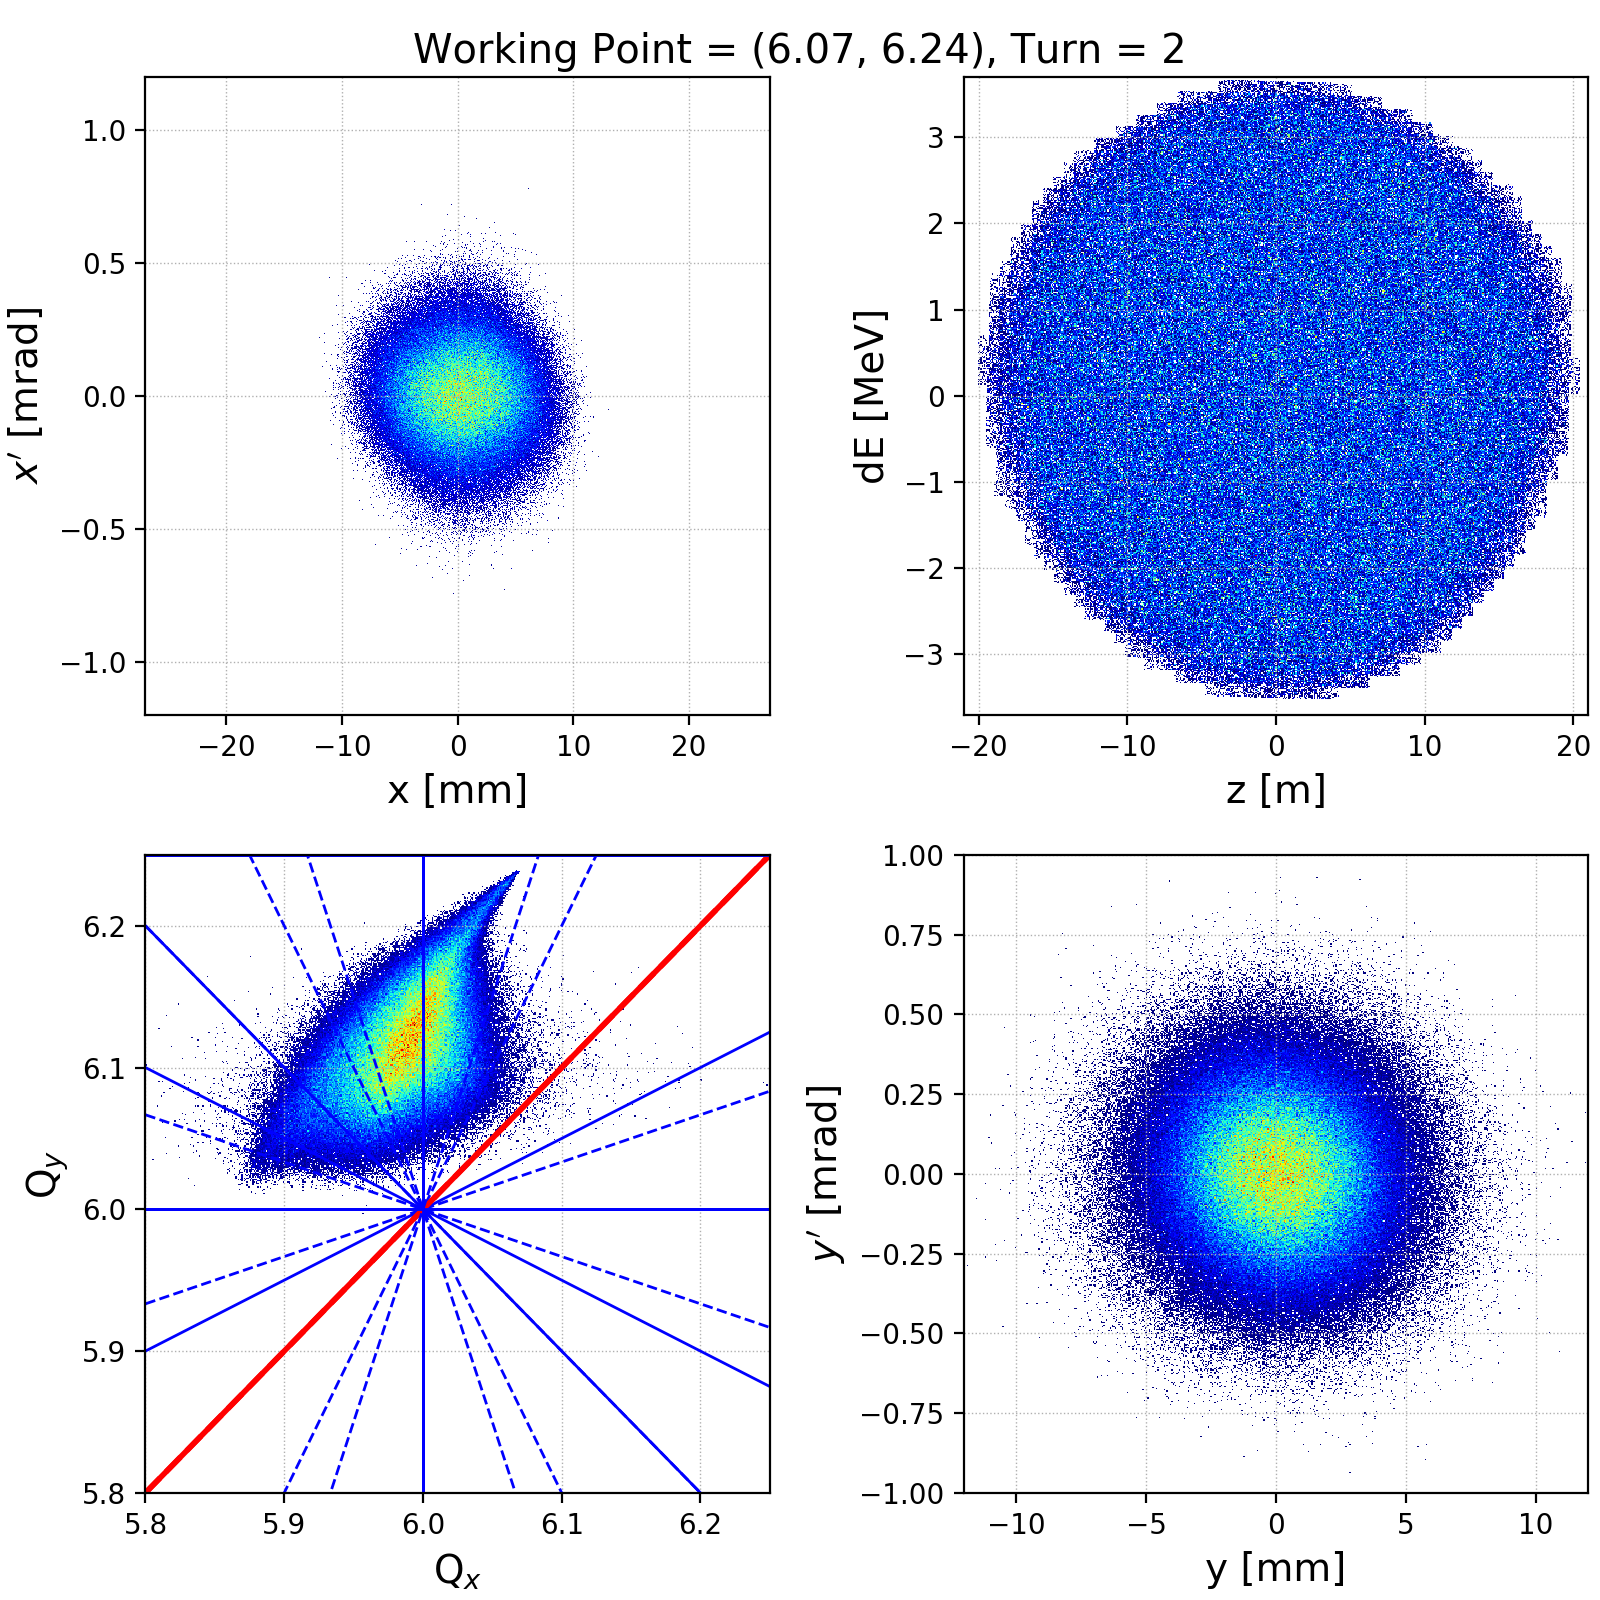 Working Point = (6.07, 6.24), Turn = 2
1.0
0.5
0.0
−0.5
−1.0
x′ [mrad]
−20 −10 0 10 20
x [mm]
3
2
1
0
−1
−2
−3
dE [MeV]
−20 −10 0 10 20
z [m]
6.2
6.1
6.0
5.9
5.8
Qy
5.8 5.9 6.0 6.1 6.2
Qx
1.00
0.75
0.50
0.25
0.00
−0.25
−0.50
−0.75
−1.00
y′ [mrad]
−10 −5 0 5 10
y [mm]